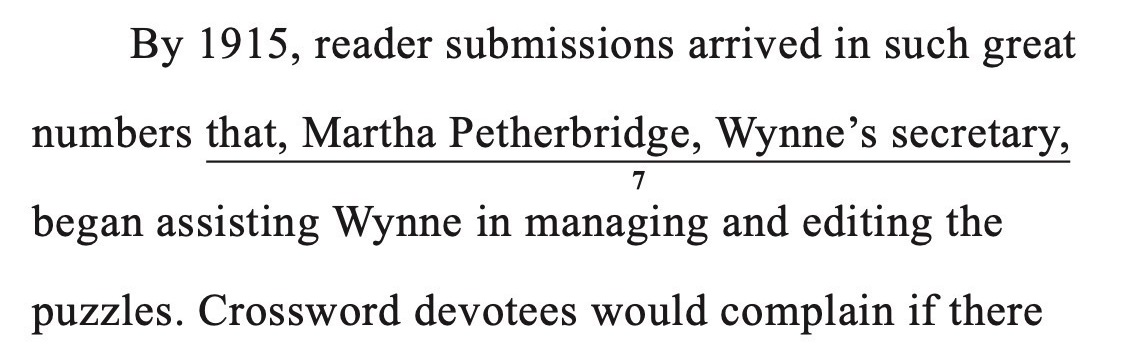 By 1915, reader submissions arrived in such great
numbers that, Martha Petherbridge, Wynne’s secretary,
7
began assisting Wynne in managing and editing the
puzzles. Crossword devotees would complain if there